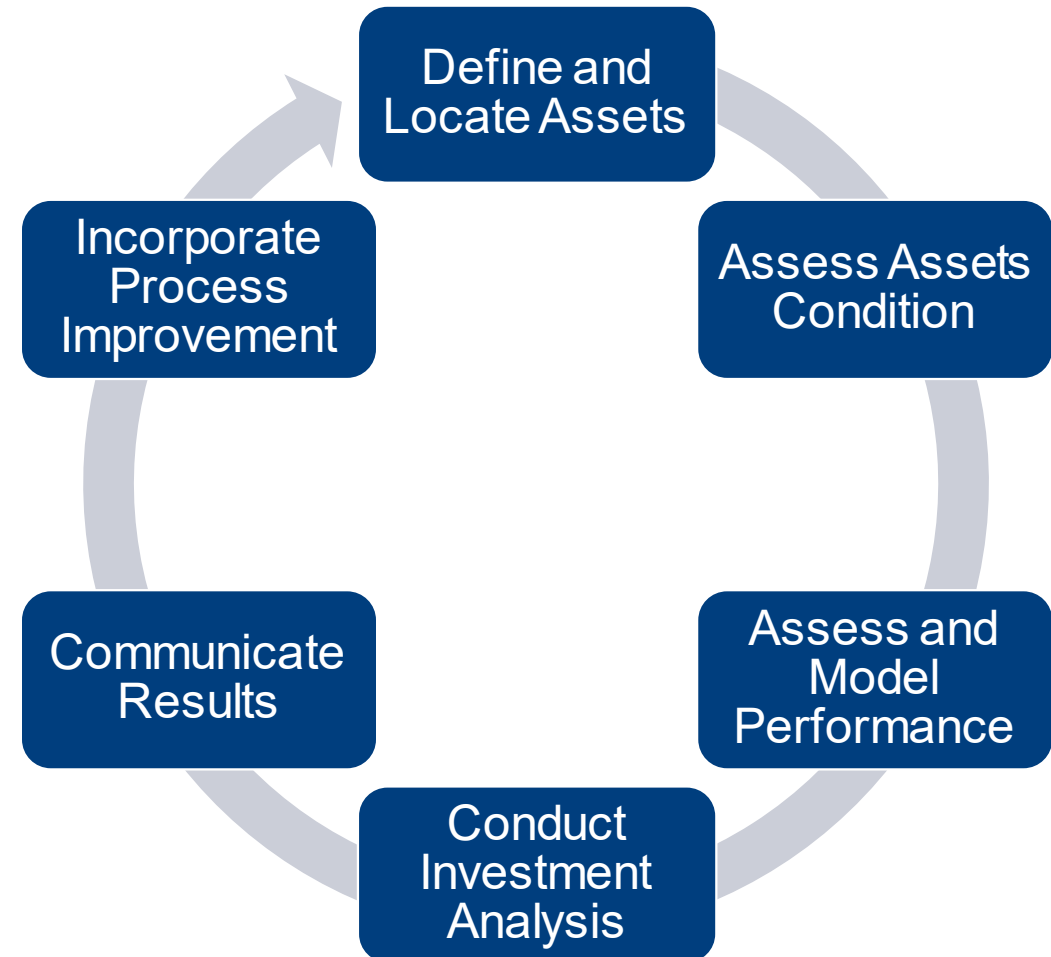 Define and
Locate Assets
Assess Assets
Condition
Assess and
Model
Performance
Conduct
Investment
Analysis
Communicate
Results
Incorporate
Process
Improvement